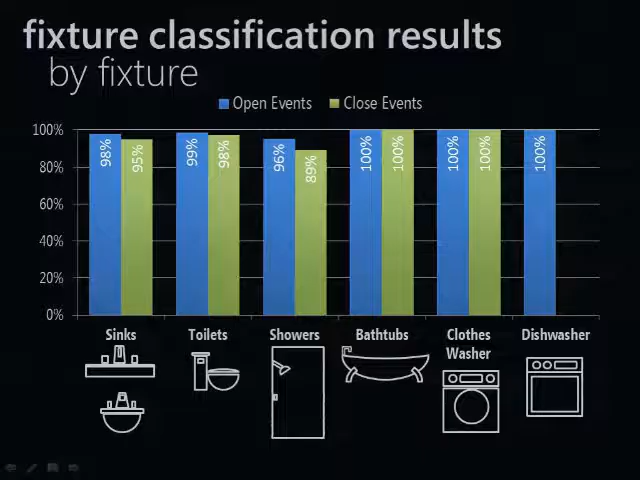 fixture classification results
by fixture
Open Events Close Events
100%
80%
60%
40%
20%
0%
98% 95% 99% 98% 96% 89% 100% 100% 100% 100% 100%
Sinks Toilets Showers Bathtubs Clothes Washer Dishwasher